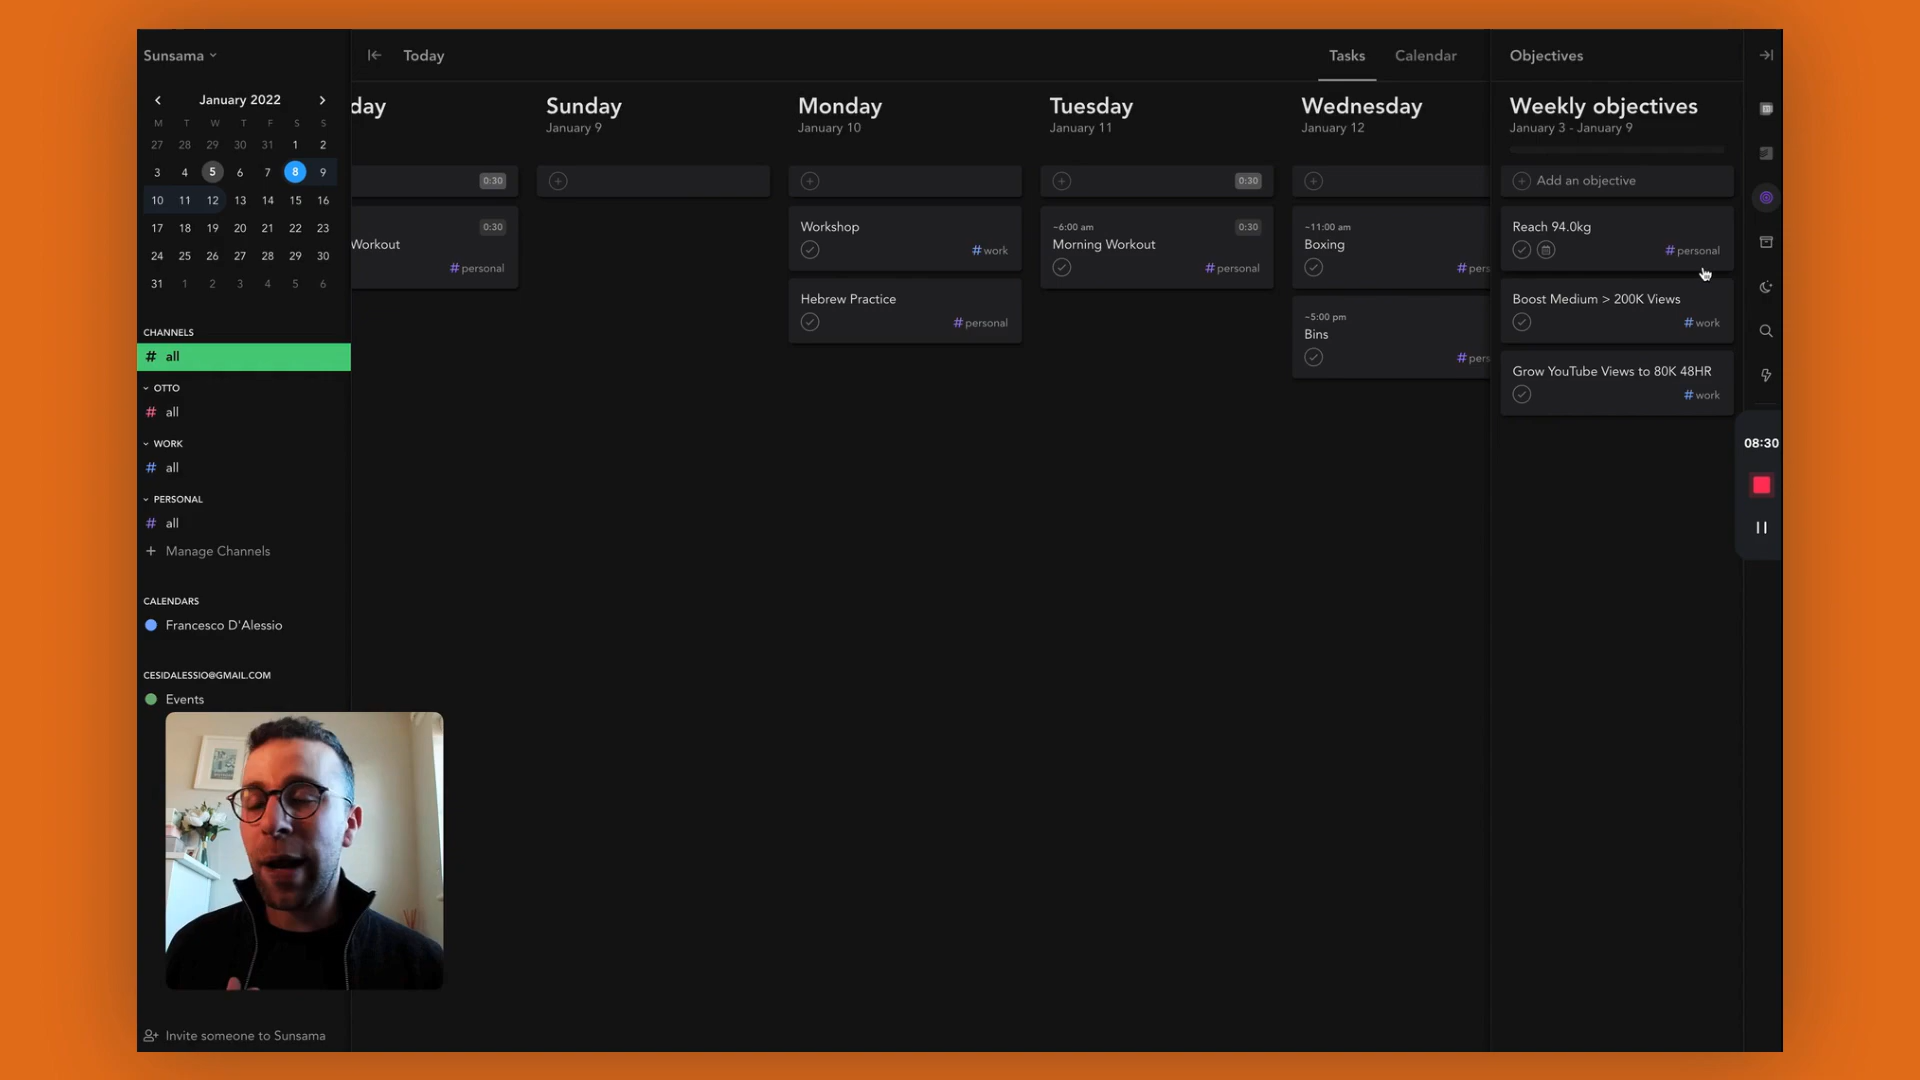 Sunsama
January 2022
M T W T F S S
27 28 29 30 31 1 2
3 4 5 6 7 8 9
10 11 12 13 14 15 16
17 18 19 20 21 22 23
24 25 26 27 28 29 30
31 1 2 3 4 5 6
CHANNELS
# all
OTTO
# all
WORK
# all
PERSONAL
# all
+ Manage Channels
CALENDARS
Francesco D'Alessio
CESIDALESSIO@GMAIL.COM
Events
Invite someone to Sunsama
Today
Tasks
Calendar
day
0:30
0:30
Workout
# personal
Sunday
January 9
Monday
January 10
Workshop
# work
Hebrew Practice
# personal
Tuesday
January 11
0:30
~6:00 am
0:30
Morning Workout
# personal
Wednesday
January 12
~11:00 am
Boxing
# pers
~5:00 pm
Bins
# pers
Objectives
Weekly objectives
January 3 - January 9
Add an objective
Reach 94.0kg
# personal
Boost Medium > 200K Views
# work
Grow YouTube Views to 80K 48HR
# work
08:30